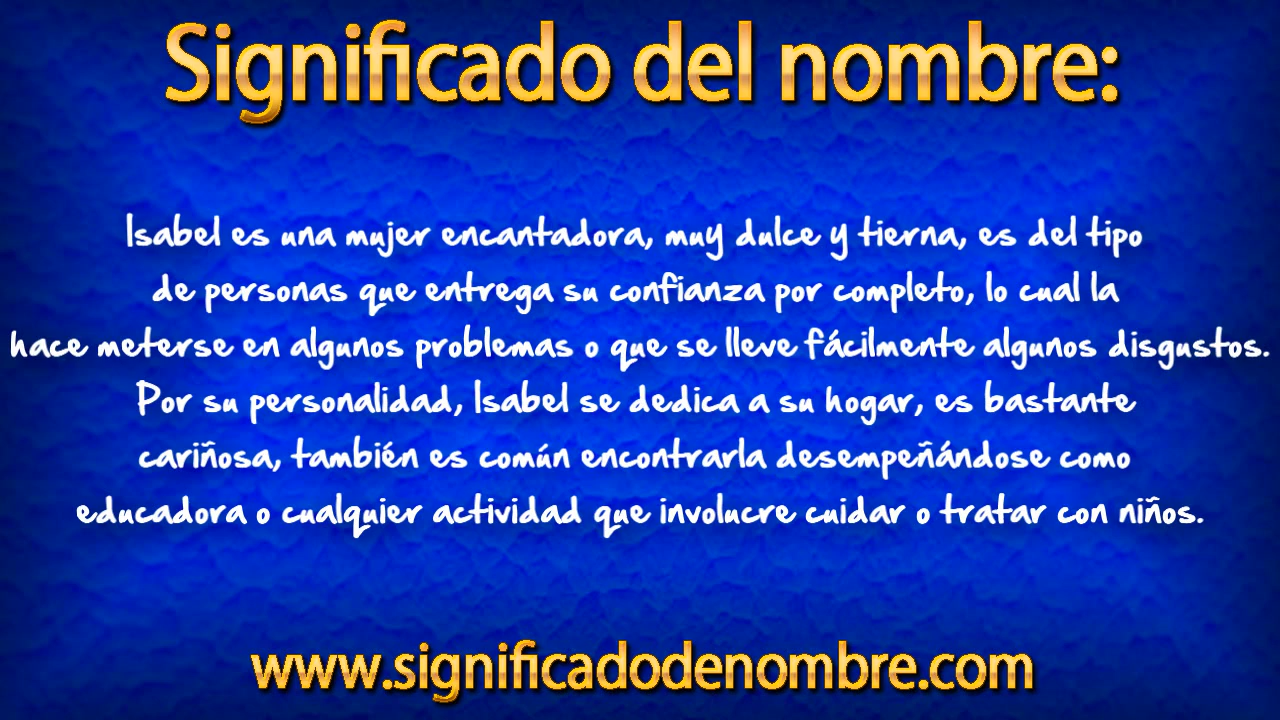 Significado del nombre:
Isabel es una mujer encantadora, muy dulce y tierna, es del tipo
de personas que entrega su confianza por completo, lo cual la
hace meterse en algunos problemas o que se lleve fácilmente algunos disgustos.
Por su personalidad, Isabel se dedica a su hogar, es bastante
cariñosa, también es común encontrarla desempeñándose como
educadora o cualquier actividad que involucre cuidar o tratar con niños.
www.significadodenombre.com